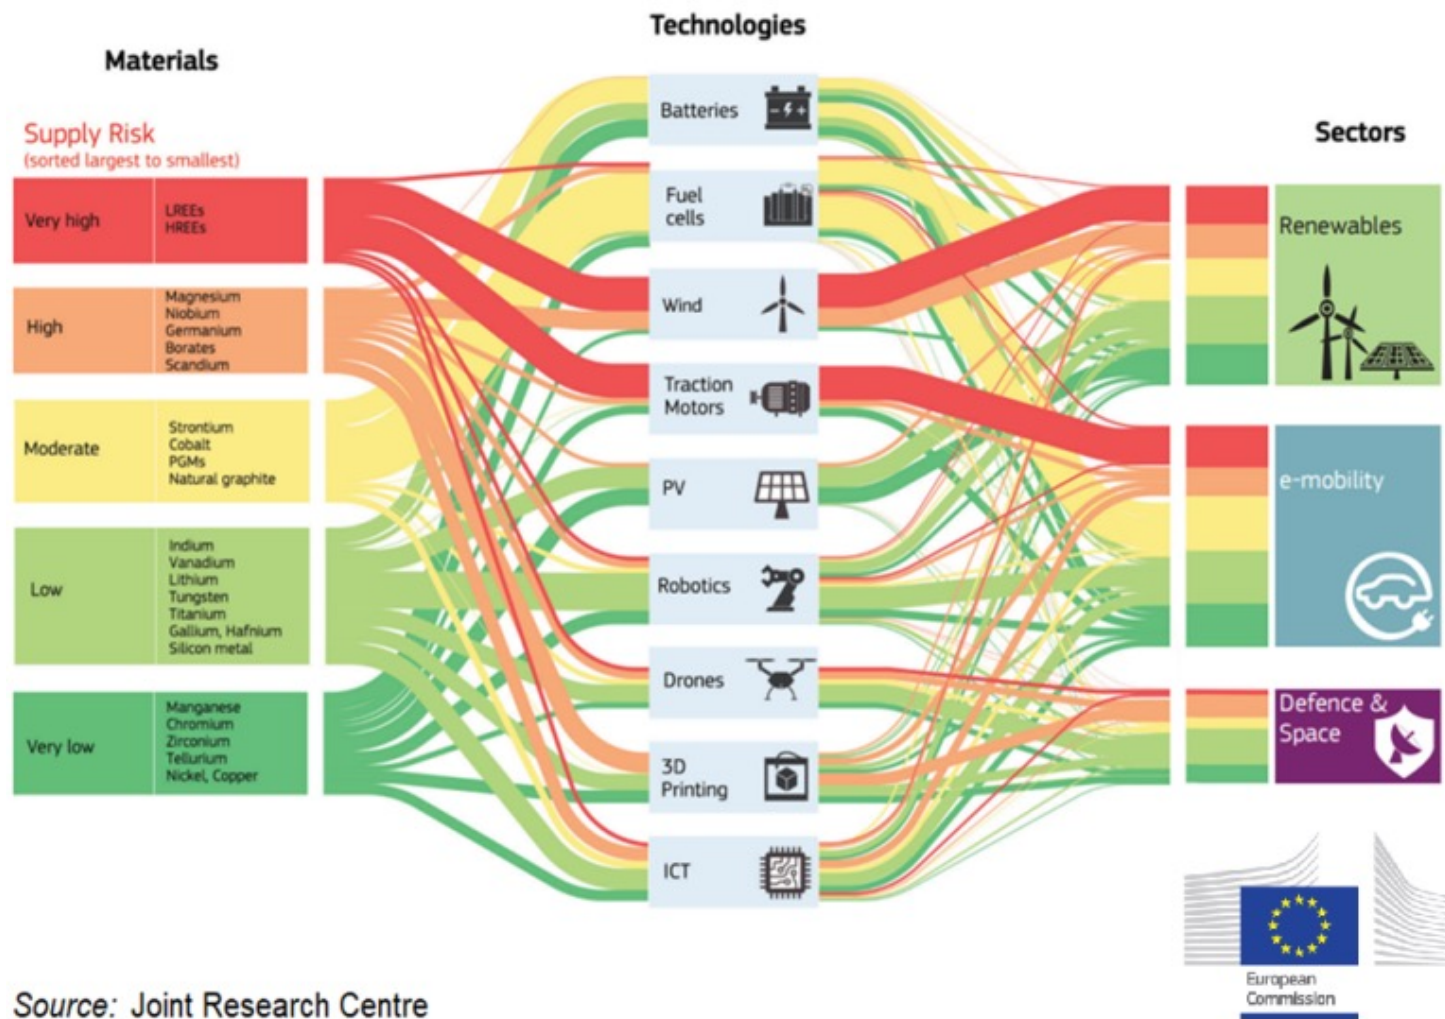 Technologies
Materials
Supply Risk
(sorted largest to smallest)
Very high
LREEs
HREEs
High
Magnesium
Niobium
Germanium
Borates
Scandium
Moderate
Strontium
Cobalt
PGMs
Natural graphite
Low
Indium
Vanadium
Lithium
Tungsten
Titanium
Gallium, Hafnium
Silicon metal
Very low
Manganese
Chromium
Zirconium
Tellurium
Nickel, Copper
Batteries
Fuel
cells
Wind
Traction
Motors
PV
Robotics
Drones
3D
Printing
ICT
Sectors
Renewables
e-mobility
Defence &
Space
European
Commission
Source: Joint Research Centre